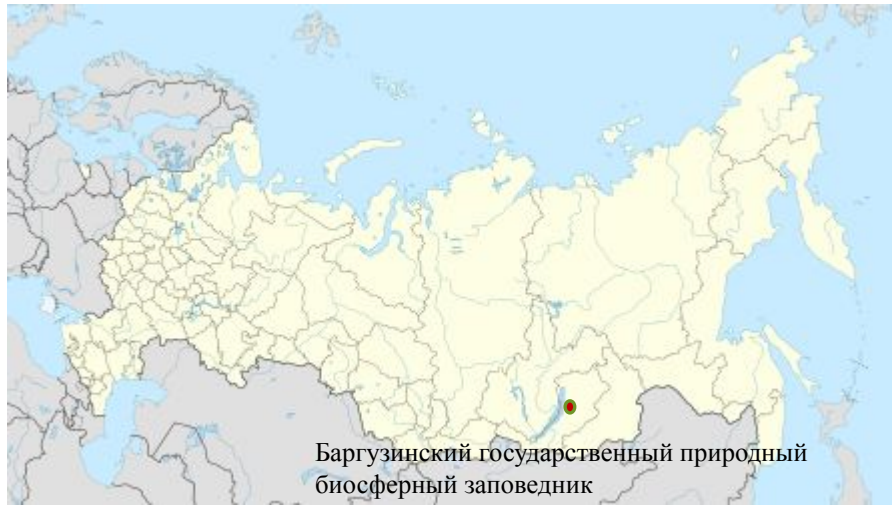 Баргузинский государственный природный
биосферный заповедник